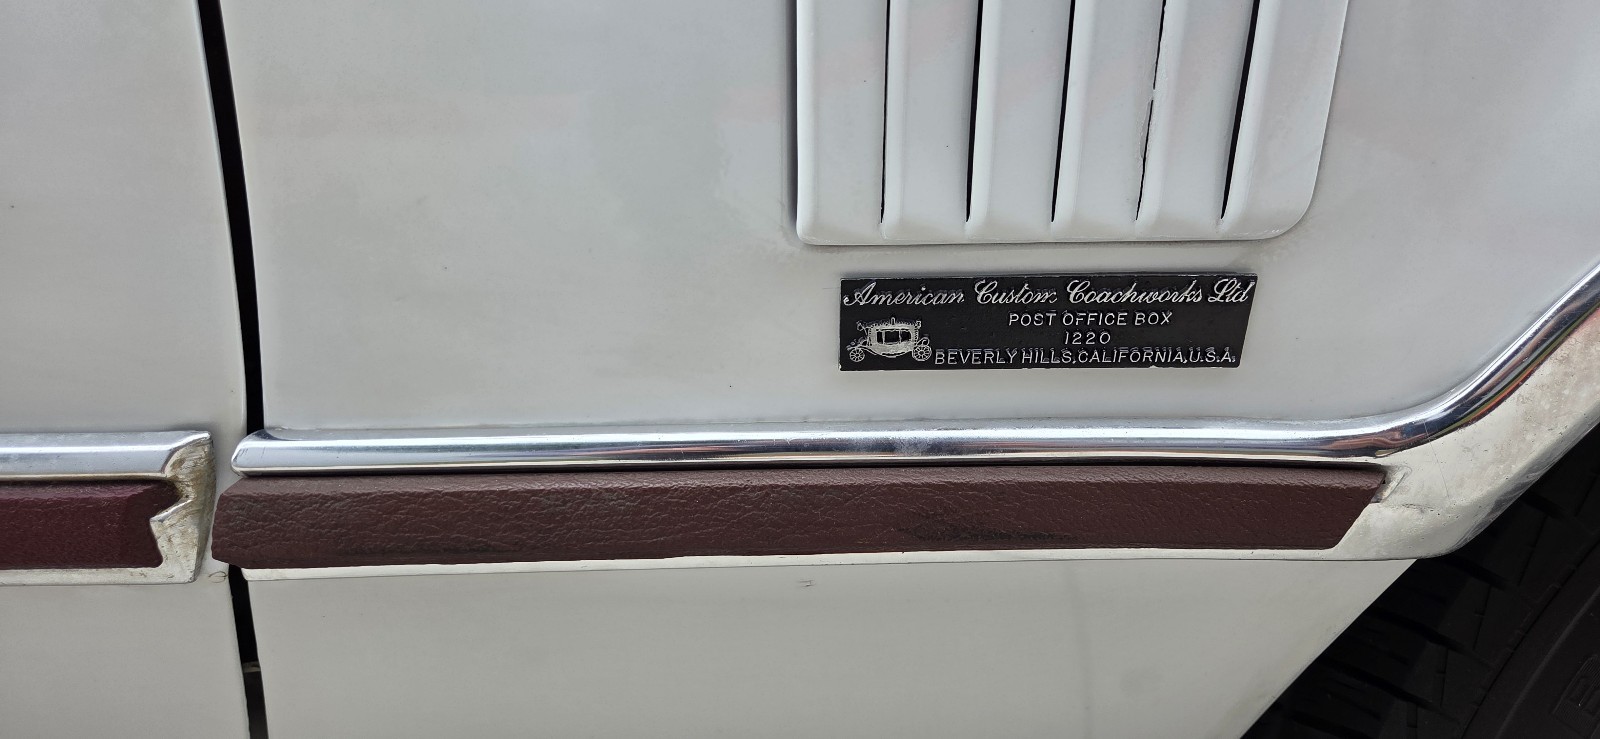 American Custom Coachworks Ltd
POST OFFICE BOX
1220
BEVERLY HILLS, CALIFORNIA, U.S.A.